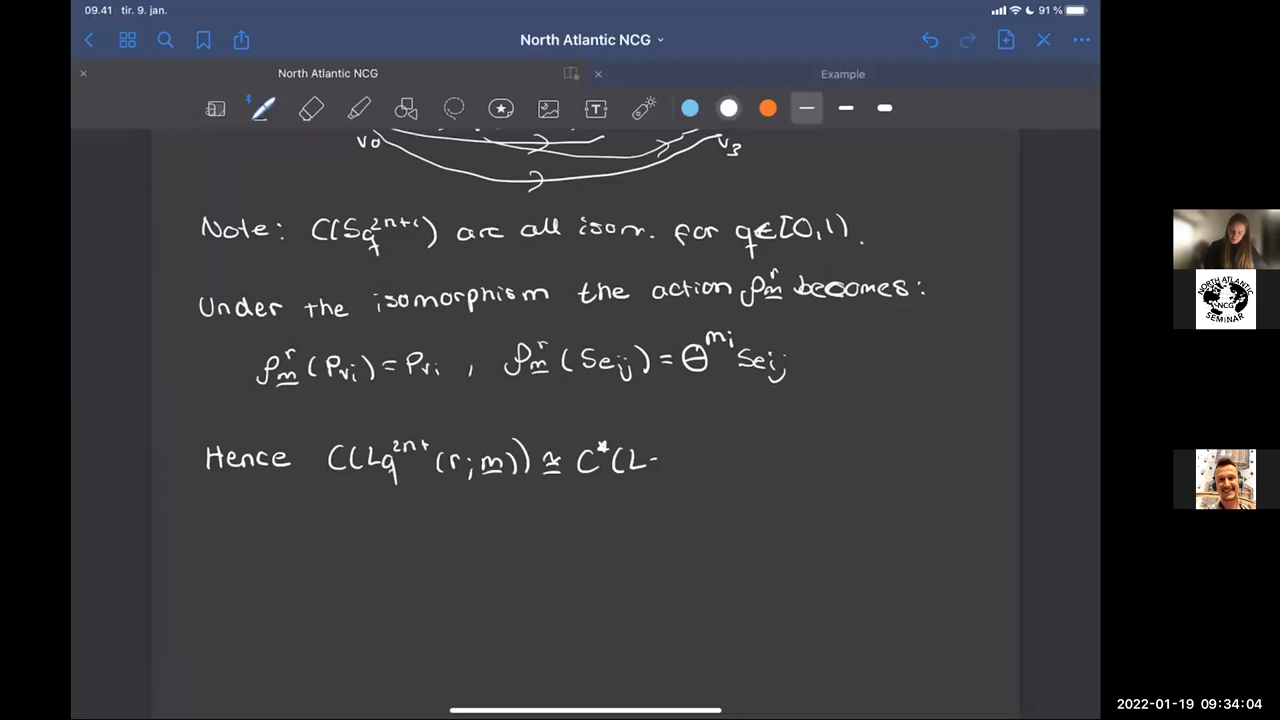 09.41 tir. 9. jan.
91 %
North Atlantic NCG
North Atlantic NCG
Example
T
v₀ v₃
Note: C(S_q^{2n+1}) are all isom. for q∈[0,1).
Under the isomorphism the action ρ_m^r becomes:
ρ_m^r(P_{v_i}) = P_{v_i} , ρ_m^r(S_{e_{ij}}) = θ^{m_i} S_{e_{ij}}
Hence C(L_q^{2n+}(r; m)) ≅ C*(L-
NORTH ATLANTIC
NCG
SEMINAR
2022-01-19 09:34:04